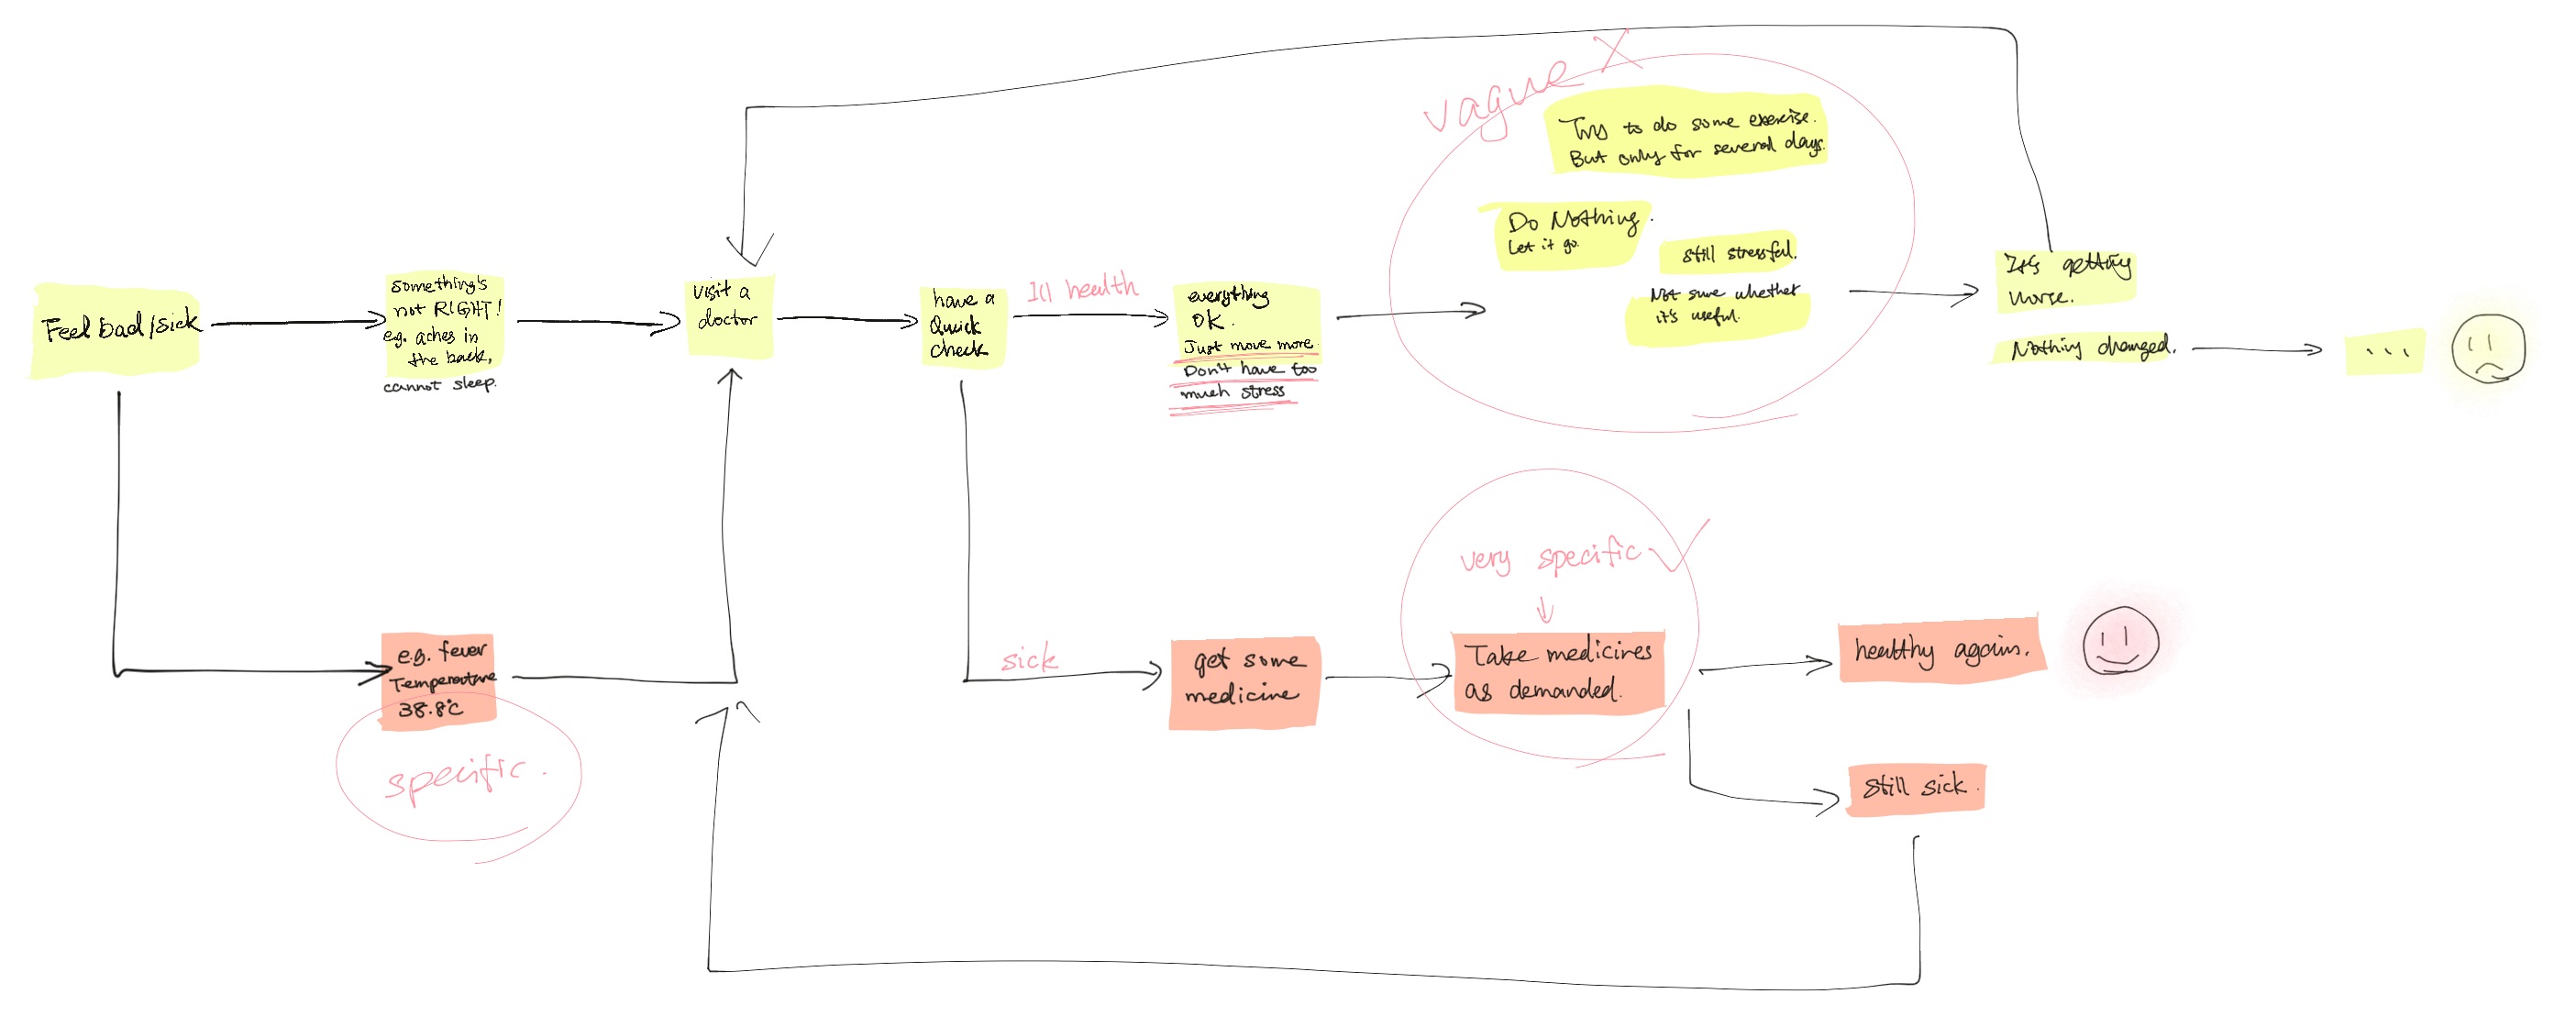 Feel bad/sick
something's
not RIGHT!
e.g. aches in
the back,
cannot sleep.
visit a
doctor
have a
Quick
check
Ill health
everything
OK.
Just move more.
Don't have too
much stress
vague X
Try to do some exercise.
But only for several days.
Do Nothing.
Let it go.
Still stressful.
Not sure whether
it's useful.
It's getting
worse.
Nothing changed.
...
e.g. fever
Temperature
38.8℃
specific.
sick
get some
medicine
very specific ✓
Take medicines
as demanded.
healthy again.
Still sick.